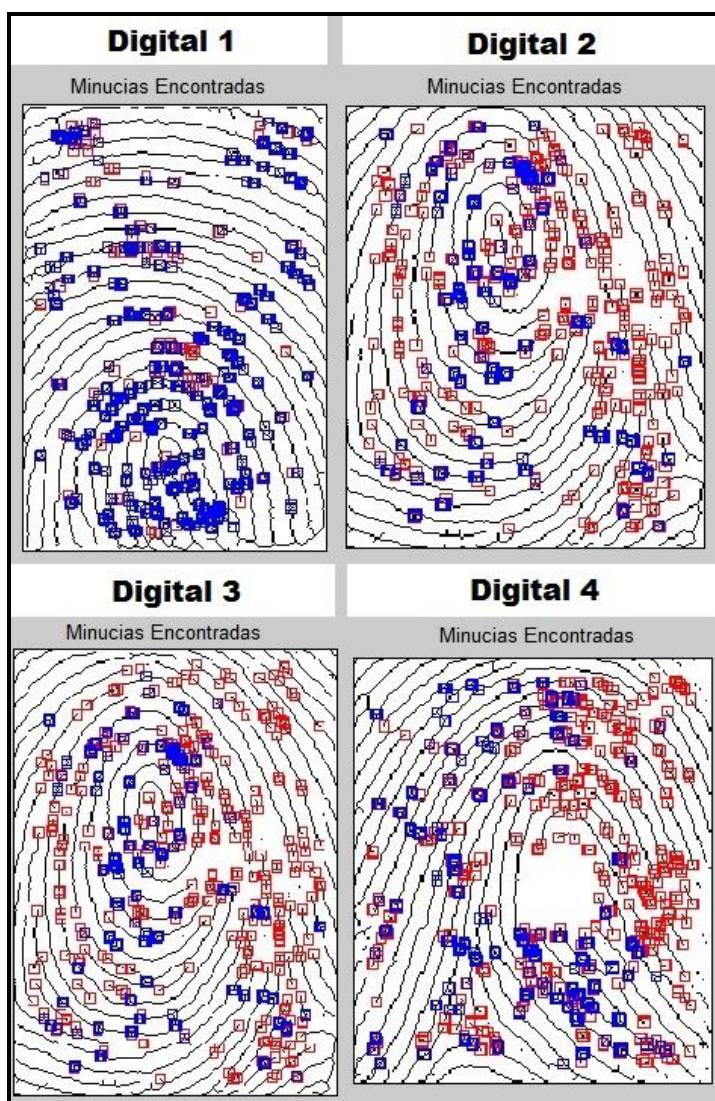 Digital 1
Digital 2
Minucias Encontradas
Minucias Encontradas
Digital 3
Digital 4
Minucias Encontradas
Minucias Encontradas